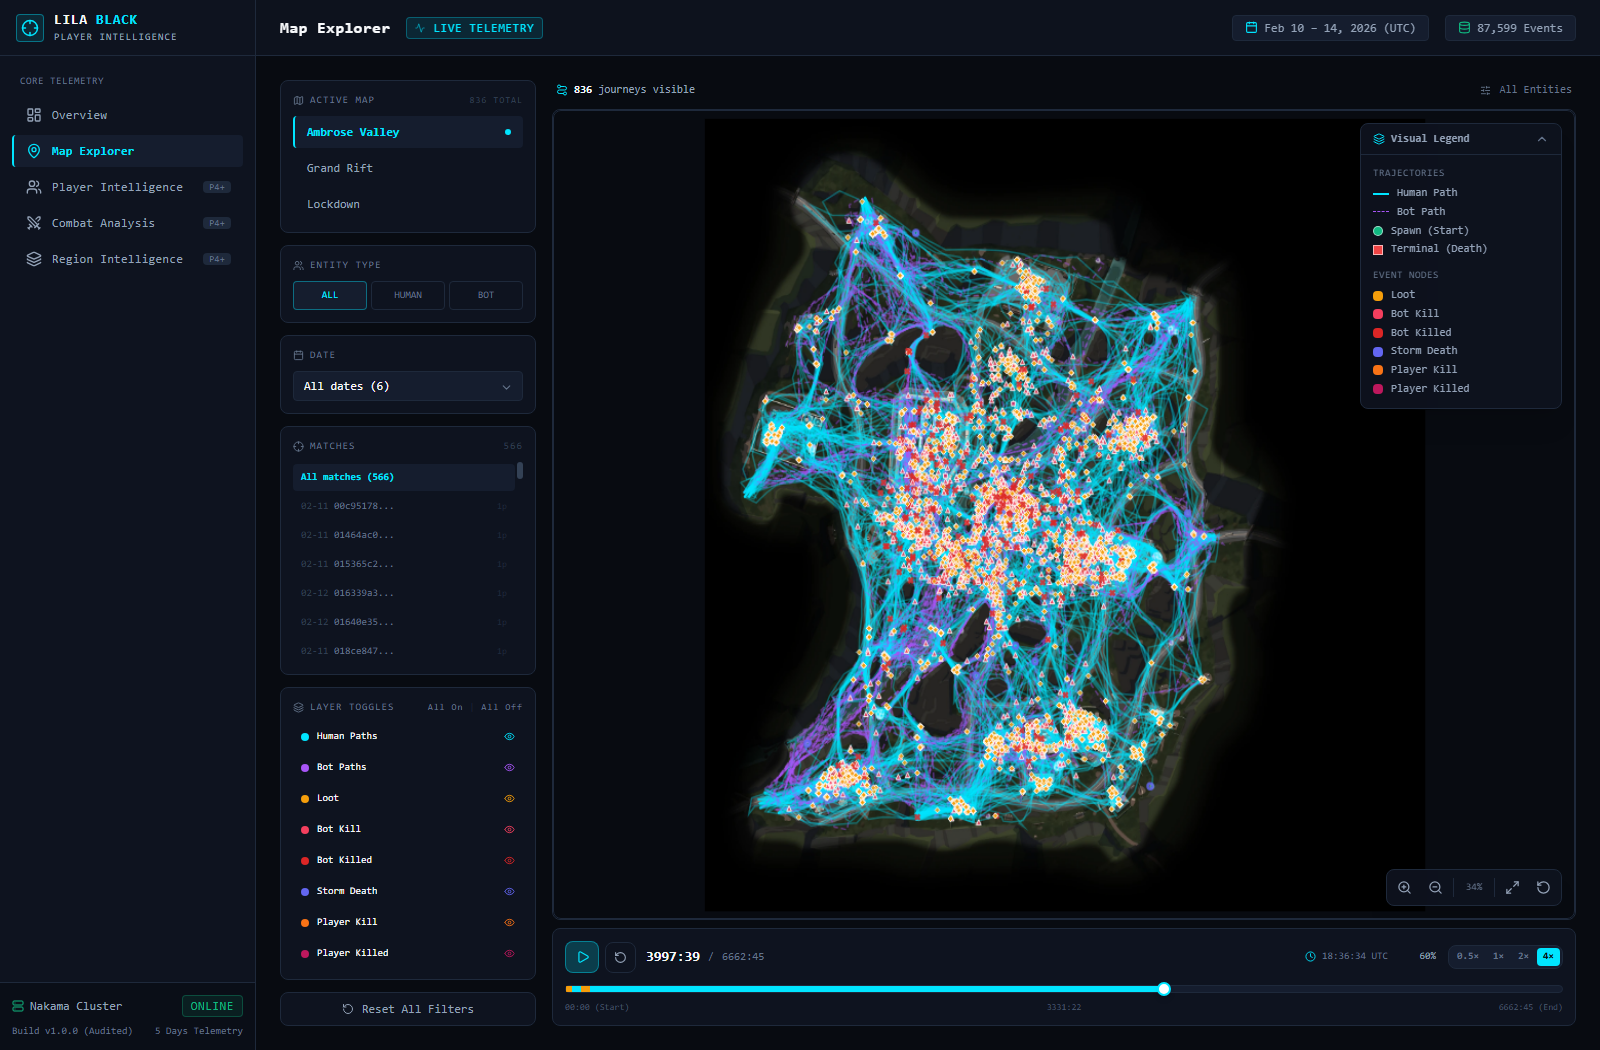 LILA BLACK
PLAYER INTELLIGENCE
CORE TELEMETRY
Overview
Map Explorer
Player Intelligence P4+
Combat Analysis P4+
Region Intelligence P4+
Nakama Cluster ONLINE
Build v1.0.0 (Audited) 5 Days Telemetry
Map Explorer LIVE TELEMETRY
Feb 10 – 14, 2026 (UTC) 87,599 Events
ACTIVE MAP 836 TOTAL
Ambrose Valley
Grand Rift
Lockdown
ENTITY TYPE
ALL HUMAN BOT
DATE
All dates (6)
MATCHES 566
All matches (566)
02-11 00c95178... 1p
02-11 01464ac0... 1p
02-11 015365c2... 1p
02-12 016339a3... 1p
02-12 01640e35... 1p
02-11 018ce847... 1p
LAYER TOGGLES All On All Off
Human Paths
Bot Paths
Loot
Bot Kill
Bot Killed
Storm Death
Player Kill
Player Killed
Reset All Filters
836 journeys visible All Entities
Visual Legend
TRAJECTORIES
Human Path
Bot Path
Spawn (Start)
Terminal (Death)
EVENT NODES
Loot
Bot Kill
Bot Killed
Storm Death
Player Kill
Player Killed
34%
3997:39 / 6662:45 18:36:34 UTC 60% 0.5× 1× 2× 4×
00:00 (Start) 3331:22 6662:45 (End)